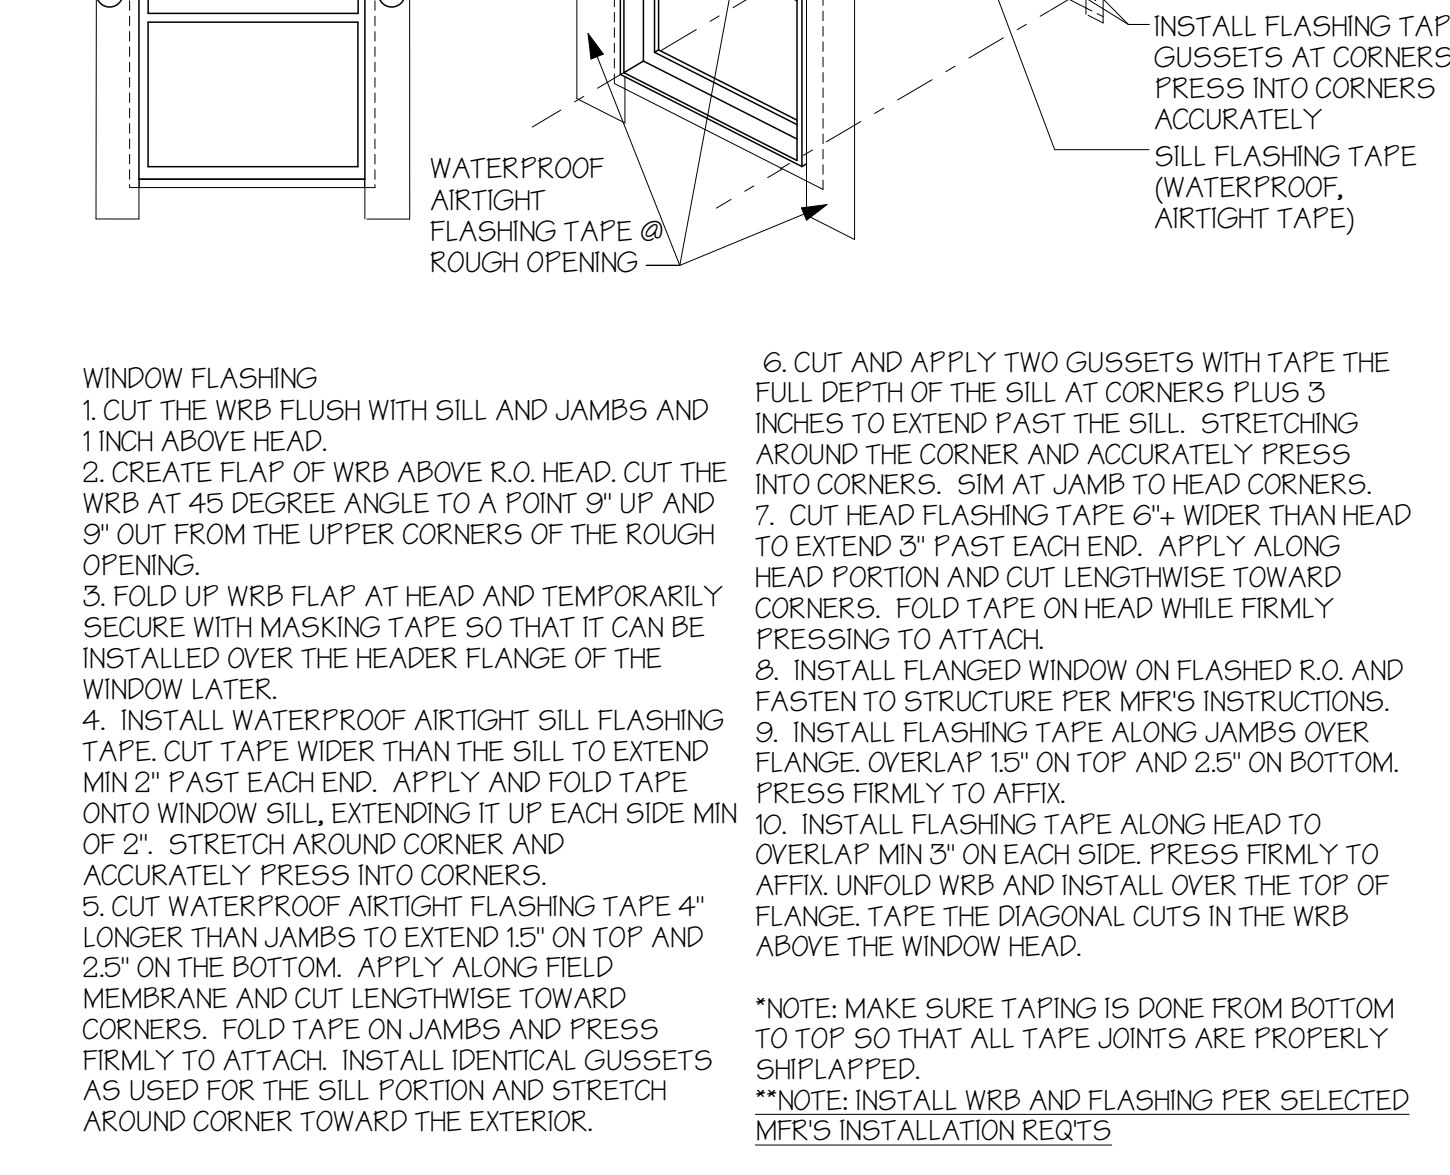 INSTALL FLASHING TAP
GUSSETS AT CORNERS
PRESS INTO CORNERS
ACCURATELY
SILL FLASHING TAPE
(WATERPROOF,
AIRTIGHT TAPE)
WATERPROOF
AIRTIGHT
FLASHING TAPE @
ROUGH OPENING
WINDOW FLASHING
1. CUT THE WRB FLUSH WITH SILL AND JAMBS AND
1 INCH ABOVE HEAD.
2. CREATE FLAP OF WRB ABOVE R.O. HEAD. CUT THE
WRB AT 45 DEGREE ANGLE TO A POINT 9" UP AND
9" OUT FROM THE UPPER CORNERS OF THE ROUGH
OPENING.
3. FOLD UP WRB FLAP AT HEAD AND TEMPORARILY
SECURE WITH MASKING TAPE SO THAT IT CAN BE
INSTALLED OVER THE HEADER FLANGE OF THE
WINDOW LATER.
4. INSTALL WATERPROOF AIRTIGHT SILL FLASHING
TAPE. CUT TAPE WIDER THAN THE SILL TO EXTEND
MIN 2" PAST EACH END. APPLY AND FOLD TAPE
ONTO WINDOW SILL, EXTENDING IT UP EACH SIDE MIN
OF 2". STRETCH AROUND CORNER AND
ACCURATELY PRESS INTO CORNERS.
5. CUT WATERPROOF AIRTIGHT FLASHING TAPE 4"
LONGER THAN JAMBS TO EXTEND 1.5" ON TOP AND
2.5" ON THE BOTTOM. APPLY ALONG FIELD
MEMBRANE AND CUT LENGTHWISE TOWARD
CORNERS. FOLD TAPE ON JAMBS AND PRESS
FIRMLY TO ATTACH. INSTALL IDENTICAL GUSSETS
AS USED FOR THE SILL PORTION AND STRETCH
AROUND CORNER TOWARD THE EXTERIOR.
6. CUT AND APPLY TWO GUSSETS WITH TAPE THE
FULL DEPTH OF THE SILL AT CORNERS PLUS 3
INCHES TO EXTEND PAST THE SILL. STRETCHING
AROUND THE CORNER AND ACCURATELY PRESS
INTO CORNERS. SIM AT JAMB TO HEAD CORNERS.
7. CUT HEAD FLASHING TAPE 6"+ WIDER THAN HEAD
TO EXTEND 3" PAST EACH END. APPLY ALONG
HEAD PORTION AND CUT LENGTHWISE TOWARD
CORNERS. FOLD TAPE ON HEAD WHILE FIRMLY
PRESSING TO ATTACH.
8. INSTALL FLANGED WINDOW ON FLASHED R.O. AND
FASTEN TO STRUCTURE PER MFR'S INSTRUCTIONS.
9. INSTALL FLASHING TAPE ALONG JAMBS OVER
FLANGE. OVERLAP 1.5" ON TOP AND 2.5" ON BOTTOM.
PRESS FIRMLY TO AFFIX.
10. INSTALL FLASHING TAPE ALONG HEAD TO
OVERLAP MIN 3" ON EACH SIDE. PRESS FIRMLY TO
AFFIX. UNFOLD WRB AND INSTALL OVER THE TOP OF
FLANGE. TAPE THE DIAGONAL CUTS IN THE WRB
ABOVE THE WINDOW HEAD.
*NOTE: MAKE SURE TAPING IS DONE FROM BOTTOM
TO TOP SO THAT ALL TAPE JOINTS ARE PROPERLY
SHIPLAPPED.
**NOTE: INSTALL WRB AND FLASHING PER SELECTED
MFR'S INSTALLATION REQ'TS